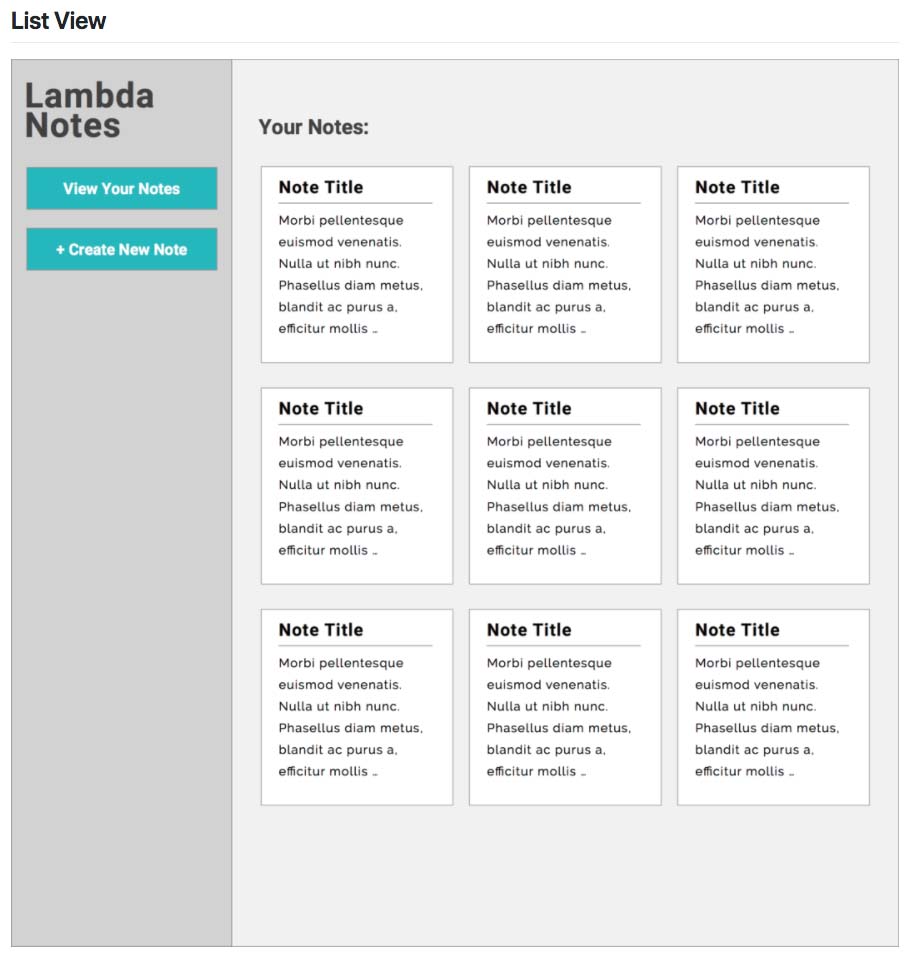 List View
Lambda
Notes
View Your Notes
+ Create New Note
Your Notes:
Note Title
Morbi pellentesque
euismod venenatis.
Nulla ut nibh nunc.
Phasellus diam metus,
blandit ac purus a,
efficitur mollis ...
Note Title
Morbi pellentesque
euismod venenatis.
Nulla ut nibh nunc.
Phasellus diam metus,
blandit ac purus a,
efficitur mollis ...
Note Title
Morbi pellentesque
euismod venenatis.
Nulla ut nibh nunc.
Phasellus diam metus,
blandit ac purus a,
efficitur mollis ...
Note Title
Morbi pellentesque
euismod venenatis.
Nulla ut nibh nunc.
Phasellus diam metus,
blandit ac purus a,
efficitur mollis ...
Note Title
Morbi pellentesque
euismod venenatis.
Nulla ut nibh nunc.
Phasellus diam metus,
blandit ac purus a,
efficitur mollis ...
Note Title
Morbi pellentesque
euismod venenatis.
Nulla ut nibh nunc.
Phasellus diam metus,
blandit ac purus a,
efficitur mollis ...
Note Title
Morbi pellentesque
euismod venenatis.
Nulla ut nibh nunc.
Phasellus diam metus,
blandit ac purus a,
efficitur mollis ...
Note Title
Morbi pellentesque
euismod venenatis.
Nulla ut nibh nunc.
Phasellus diam metus,
blandit ac purus a,
efficitur mollis ...
Note Title
Morbi pellentesque
euismod venenatis.
Nulla ut nibh nunc.
Phasellus diam metus,
blandit ac purus a,
efficitur mollis ...